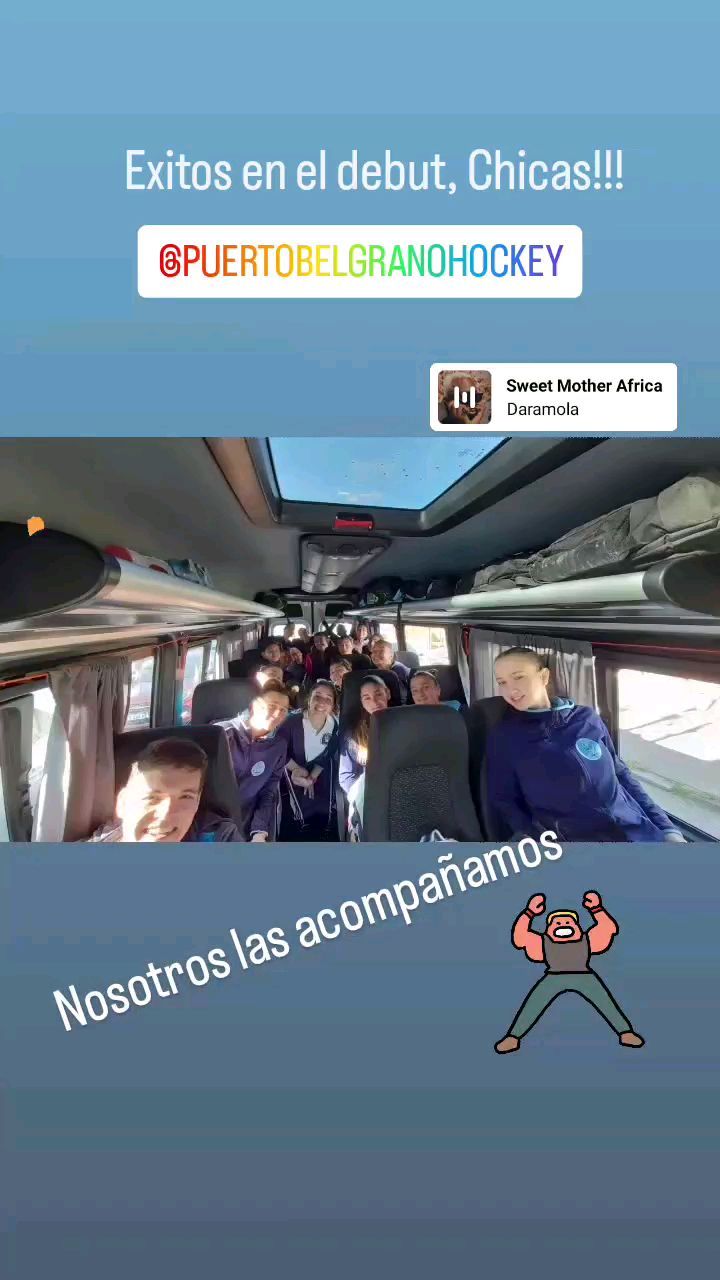 Exitos en el debut, Chicas!!!
@PUERTOBELGRANOHOCKEY
Sweet Mother Africa
Daramola
Nosotros las acompañamos